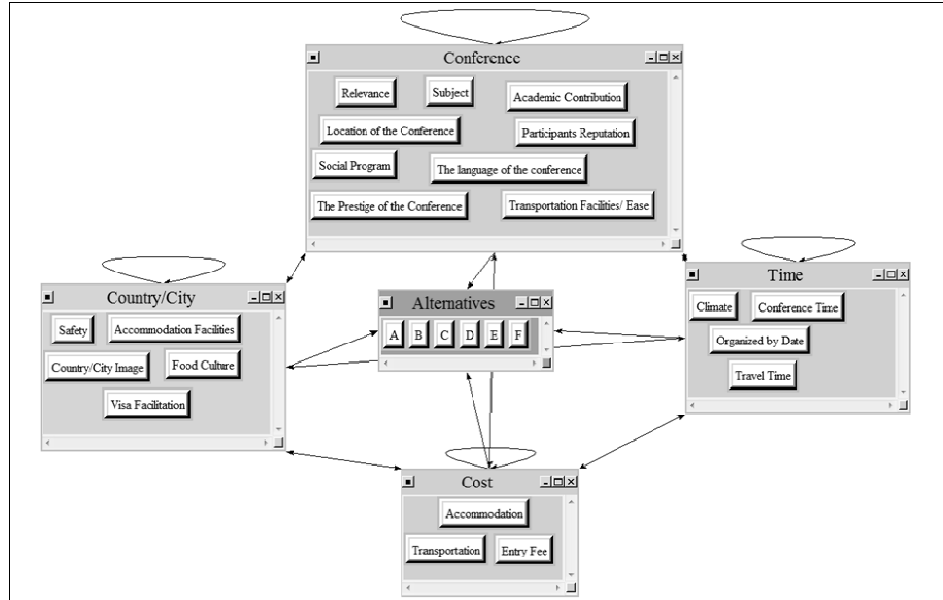 Conference
Relevance
Subject
Academic Contribution
Location of the Conference
Participants Reputation
Social Program
The language of the conference
The Prestige of the Conference
Transportation Facilities/ Ease
Country/City
Safety
Accommodation Facilities
Country/City Image
Food Culture
Visa Facilitation
Alternatives
A B C D E F
Time
Climate
Conference Time
Organized by Date
Travel Time
Cost
Accommodation
Transportation
Entry Fee